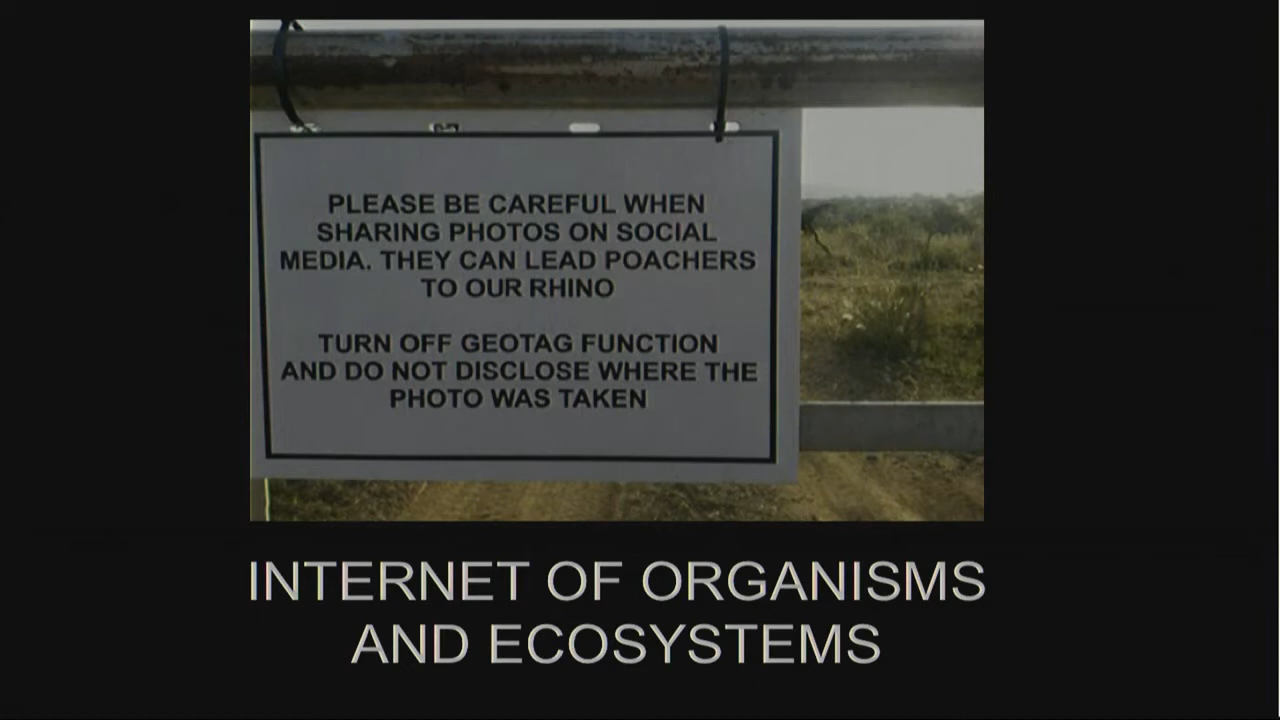 PLEASE BE CAREFUL WHEN
SHARING PHOTOS ON SOCIAL
MEDIA. THEY CAN LEAD POACHERS
TO OUR RHINO
TURN OFF GEOTAG FUNCTION
AND DO NOT DISCLOSE WHERE THE
PHOTO WAS TAKEN
INTERNET OF ORGANISMS
AND ECOSYSTEMS